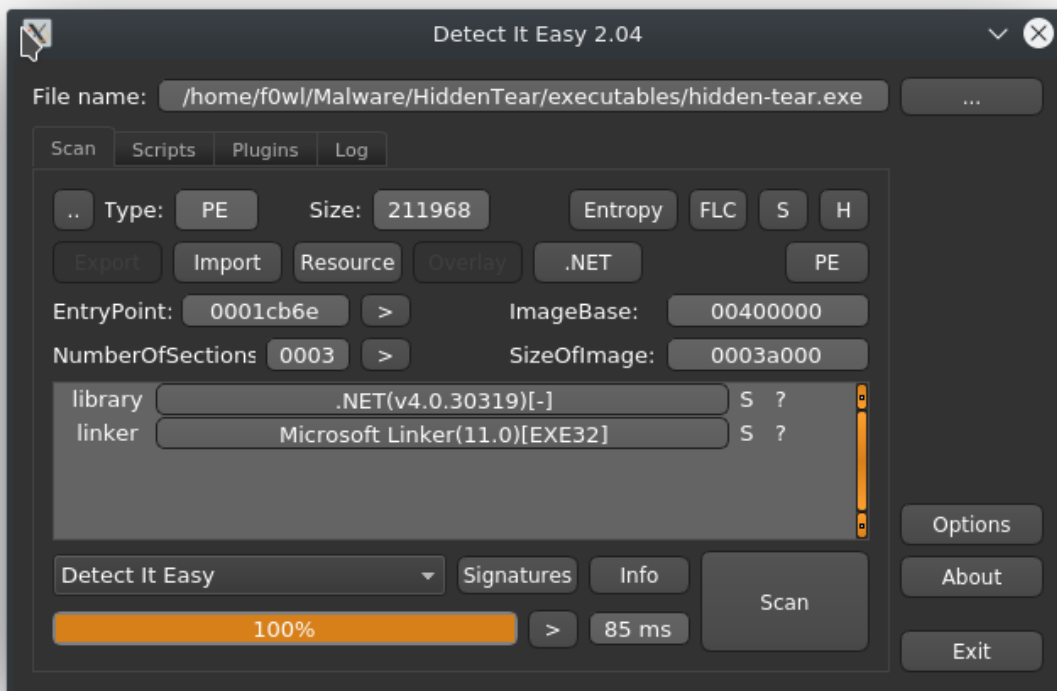 Detect It Easy 2.04
File name: /home/f0wl/Malware/HiddenTear/executables/hidden-tear.exe ...
Scan Scripts Plugins Log
.. Type: PE Size: 211968 Entropy FLC S H
Export Import Resource Overlay .NET PE
EntryPoint: 0001cb6e > ImageBase: 00400000
NumberOfSections 0003 > SizeOfImage: 0003a000
library .NET(v4.0.30319)[-] S ?
linker Microsoft Linker(11.0)[EXE32] S ?
Options
Detect It Easy Signatures Info Scan About
100% > 85 ms Exit